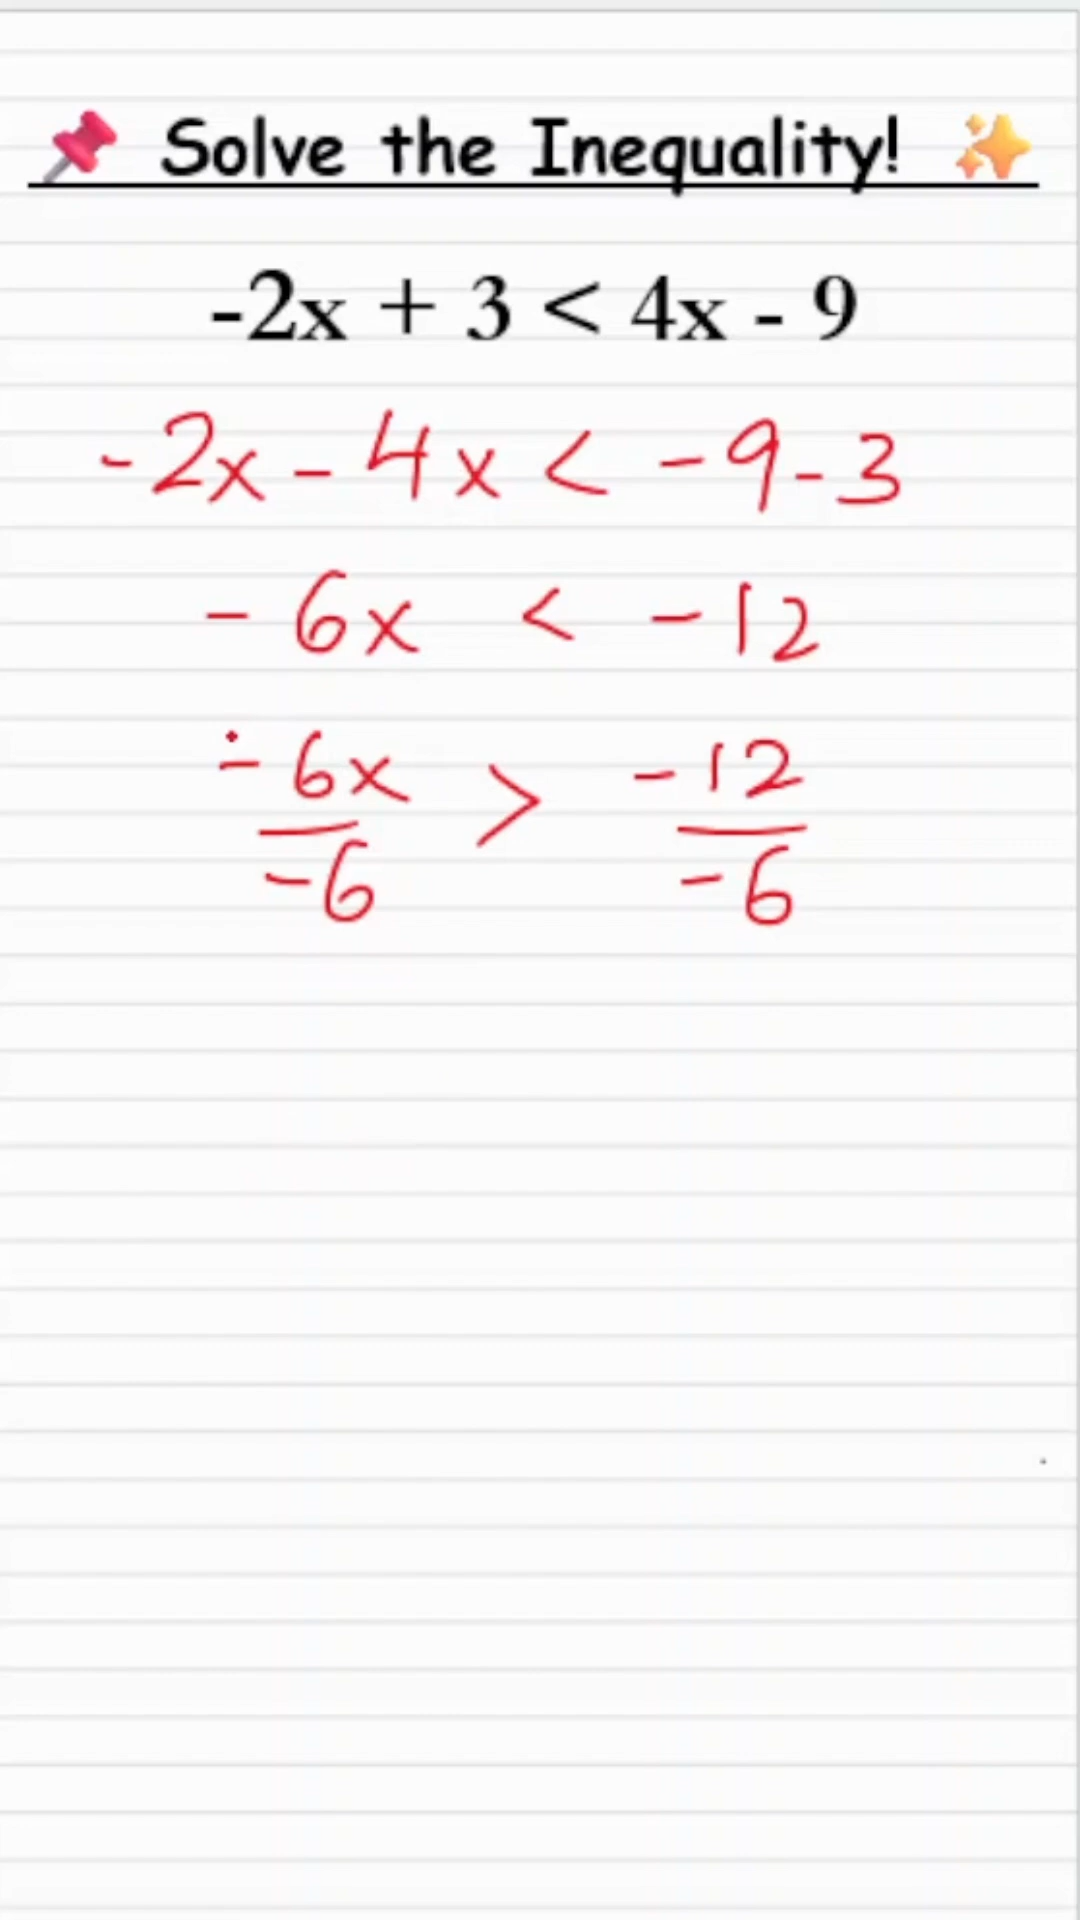 📌 Solve the Inequality! ✨
-2x + 3 < 4x - 9
-2x - 4x < -9-3
-6x < -12
-6x/-6 > -12/-6